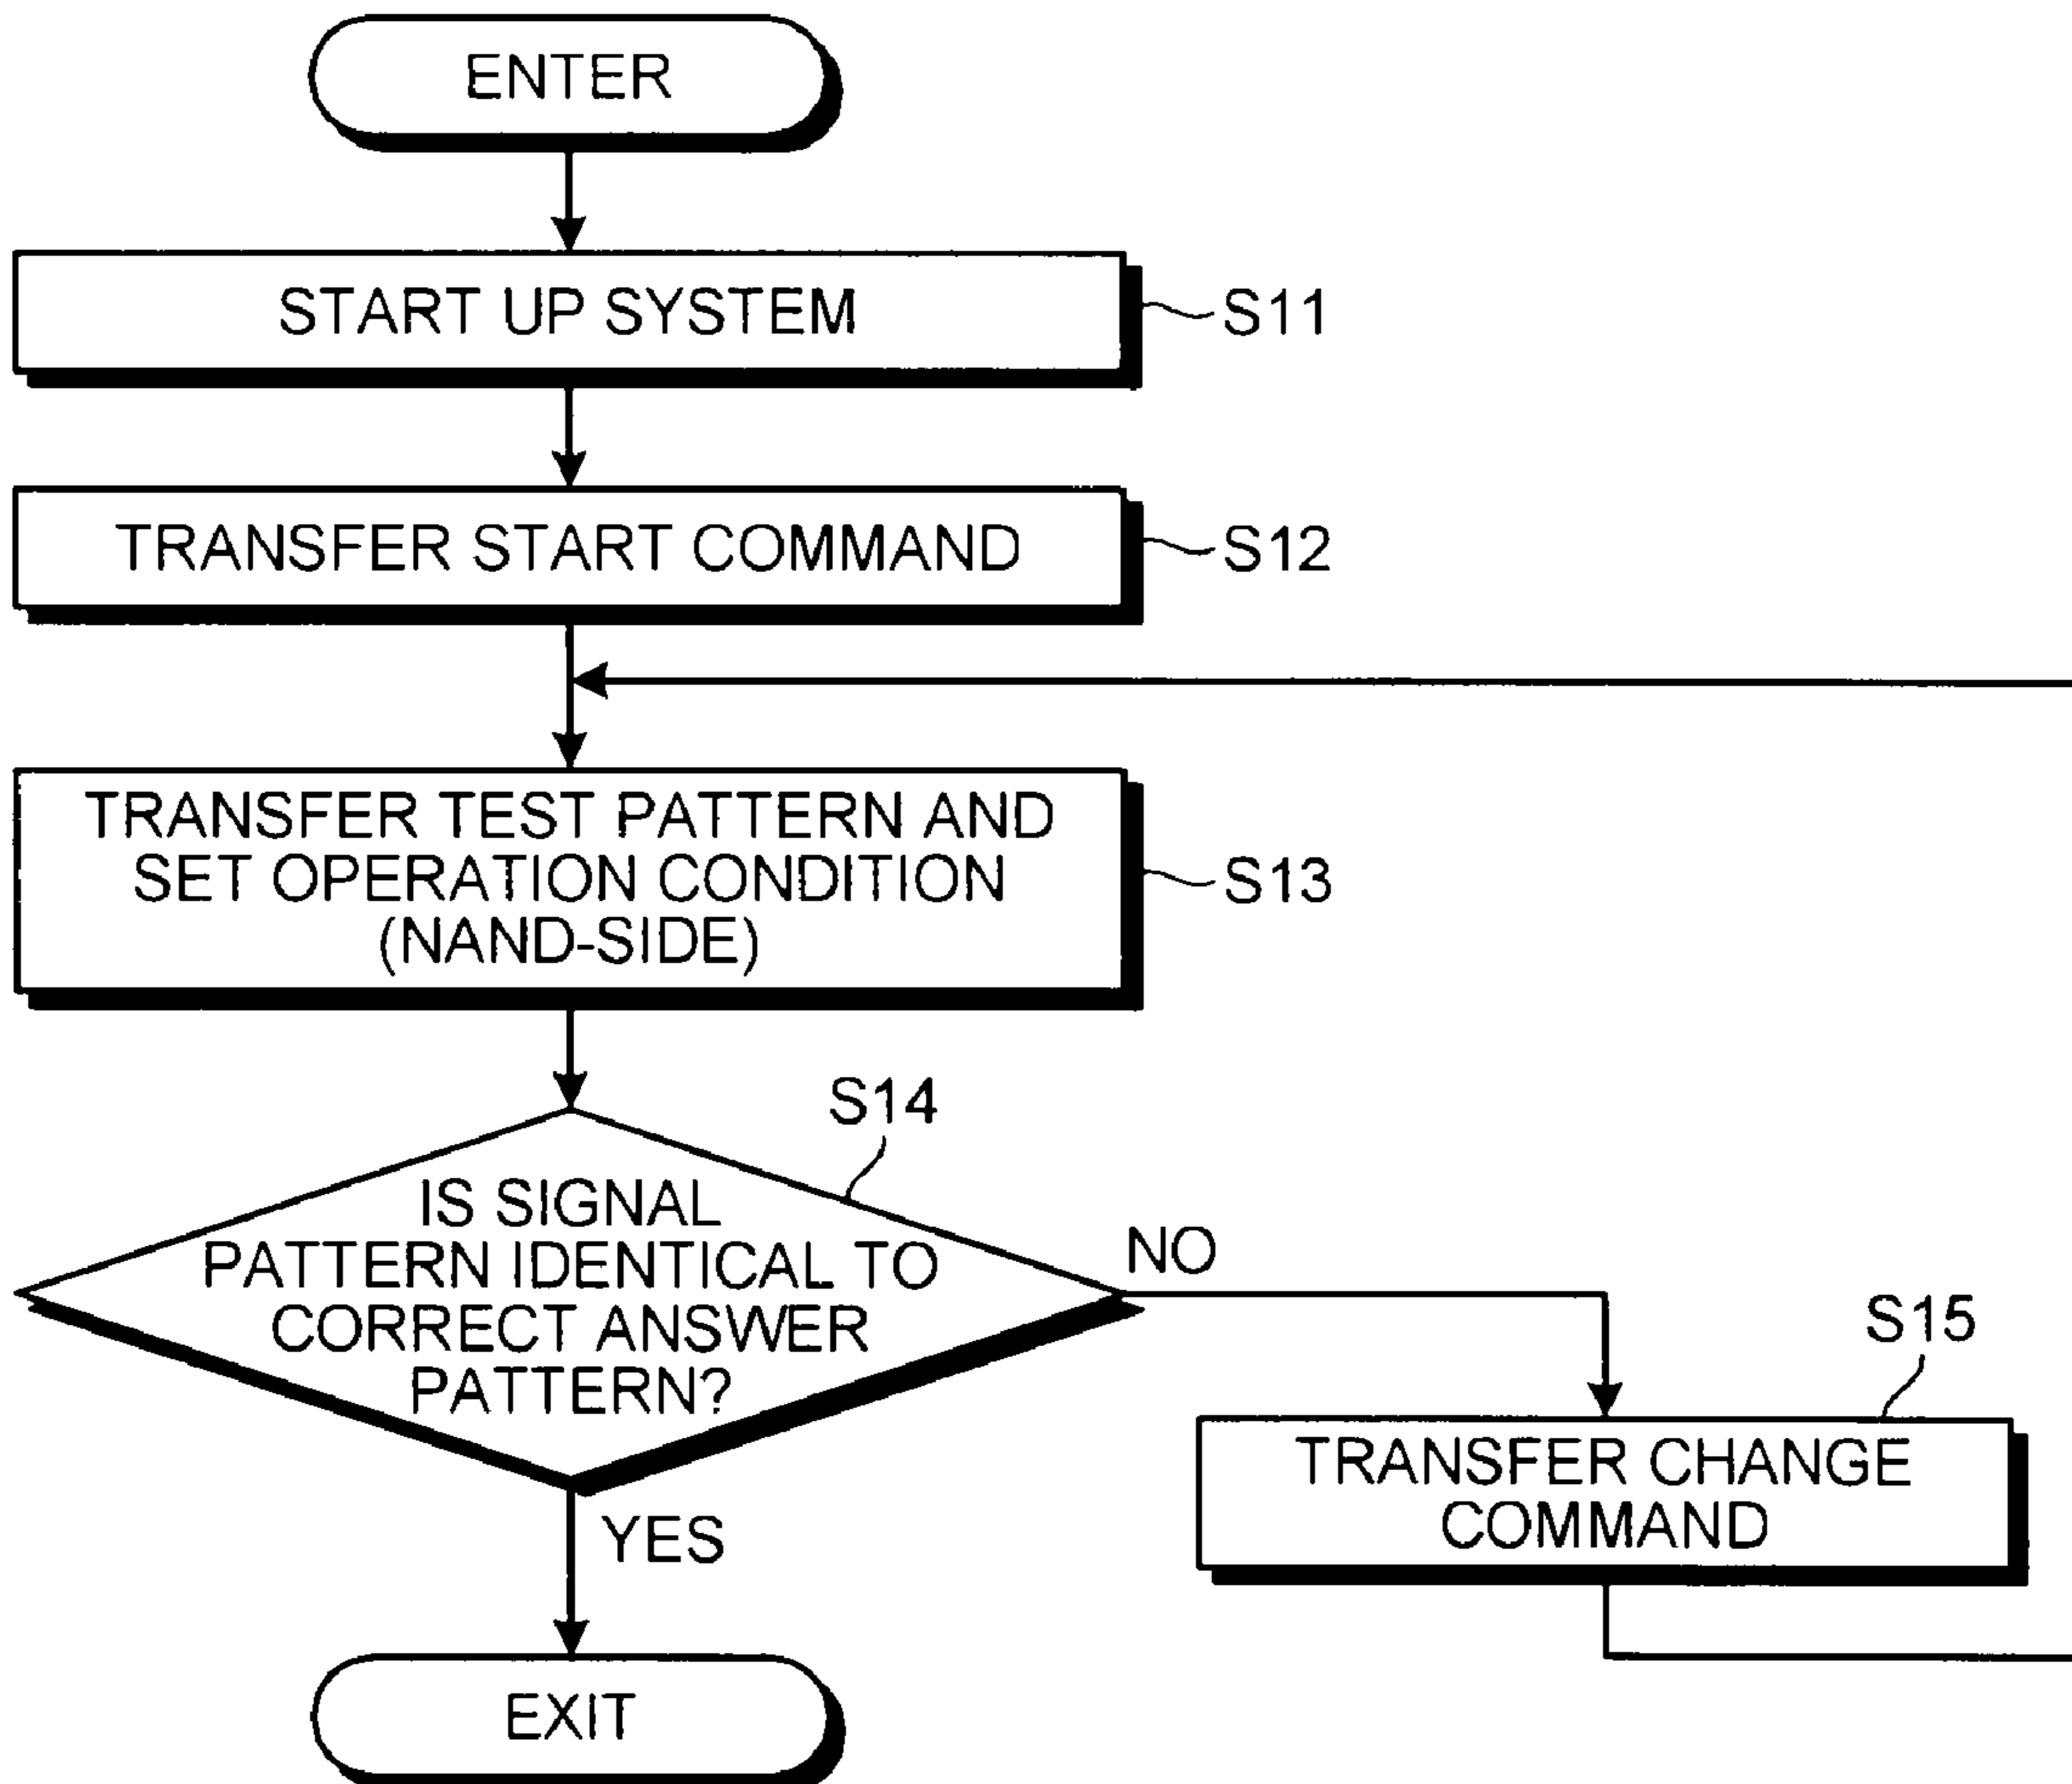 ENTER
START UP SYSTEM
S11
TRANSFER START COMMAND
S12
TRANSFER TEST PATTERN AND
SET OPERATION CONDITION
(NAND-SIDE)
S13
S14
IS SIGNAL
PATTERN IDENTICAL TO
CORRECT ANSWER
PATTERN?
NO
S15
TRANSFER CHANGE
COMMAND
YES
EXIT